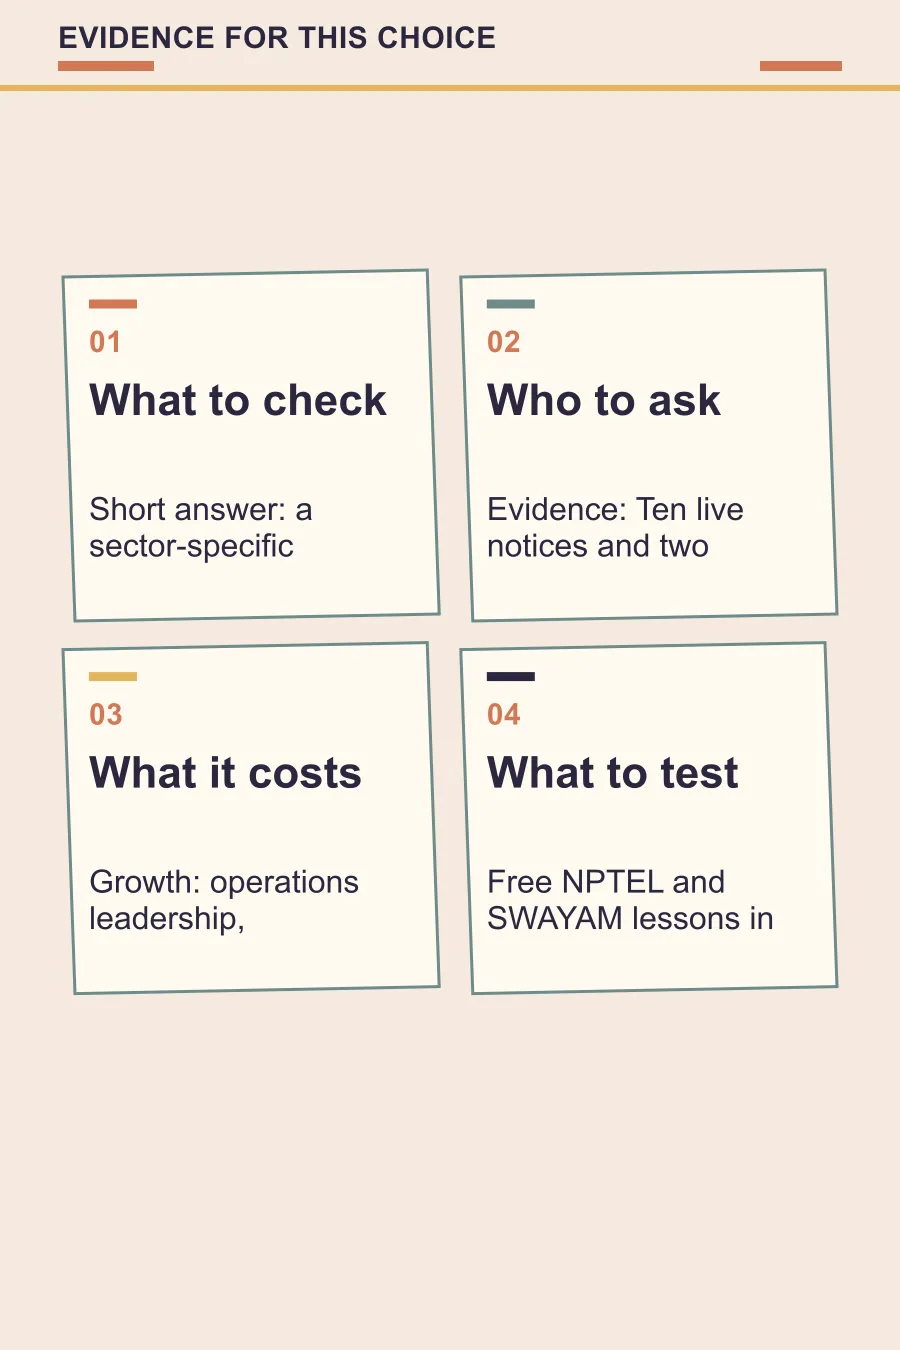 EVIDENCE FOR THIS CHOICE
01
What to check
Short answer: a
sector-specific
02
Who to ask
Evidence: Ten live
notices and two
03
What it costs
Growth: operations
leadership,
04
What to test
Free NPTEL and
SWAYAM lessons in